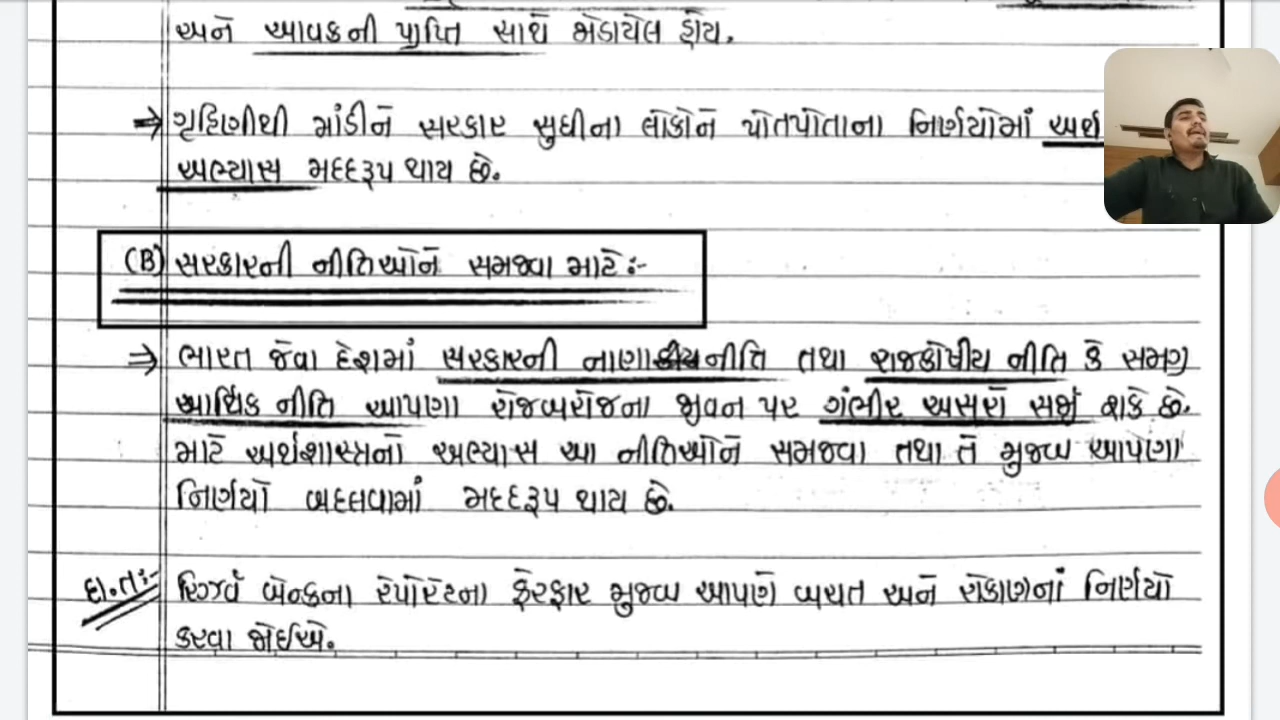 અને આવકની પ્રાપ્તિ સાથે જોડાયેલ હોય.
⇒ ગૃહિણીથી માંડીને સરકાર સુધીના લોકોને પોતપોતાના નિર્ણયોમાં અર્થ
અભ્યાસ મદદરૂપ થાય છે.
(B) સરકારની નીતિઓને સમજવા માટે :-
⇒ ભારત જેવા દેશમાં સરકારની નાણાકીય નીતિ તથા રાજકોષીય નીતિ કે સમગ્ર
આર્થિક નીતિ આપણા રોજબરોજના જીવન પર ગંભીર અસરો સર્જી શકે છે.
માટે અર્થશાસ્ત્રનો અભ્યાસ આ નીતિઓને સમજવા તથા તે મુજબ આપણા
નિર્ણયો બદલવામાં મદદરૂપ થાય છે.
દા.તઃ- રિઝર્વ બેન્કના રેપોરેટના ફેરફાર મુજબ આપણે બચત અને રોકાણનાં નિર્ણયો
કરવા જોઈએ.